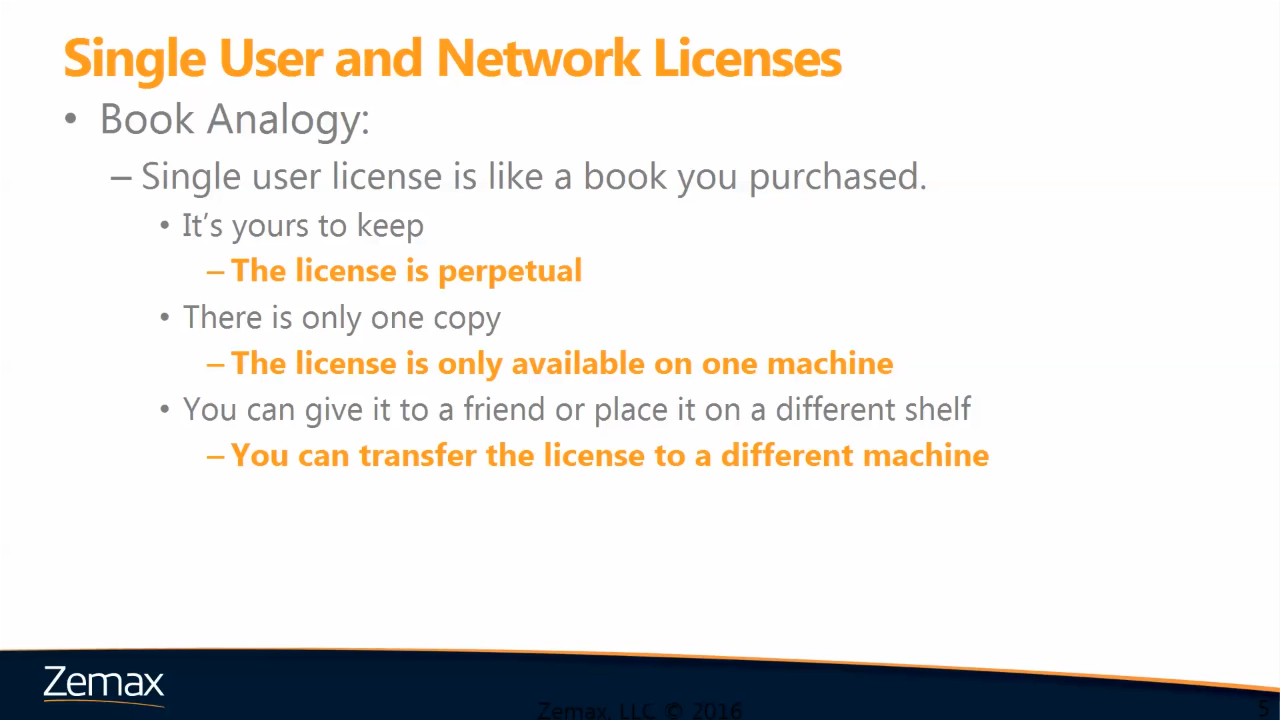 Single User and Network Licenses
• Book Analogy:
– Single user license is like a book you purchased.
• It's yours to keep
– The license is perpetual
• There is only one copy
– The license is only available on one machine
• You can give it to a friend or place it on a different shelf
– You can transfer the license to a different machine
Zemax
Zemax, LLC © 2016
5